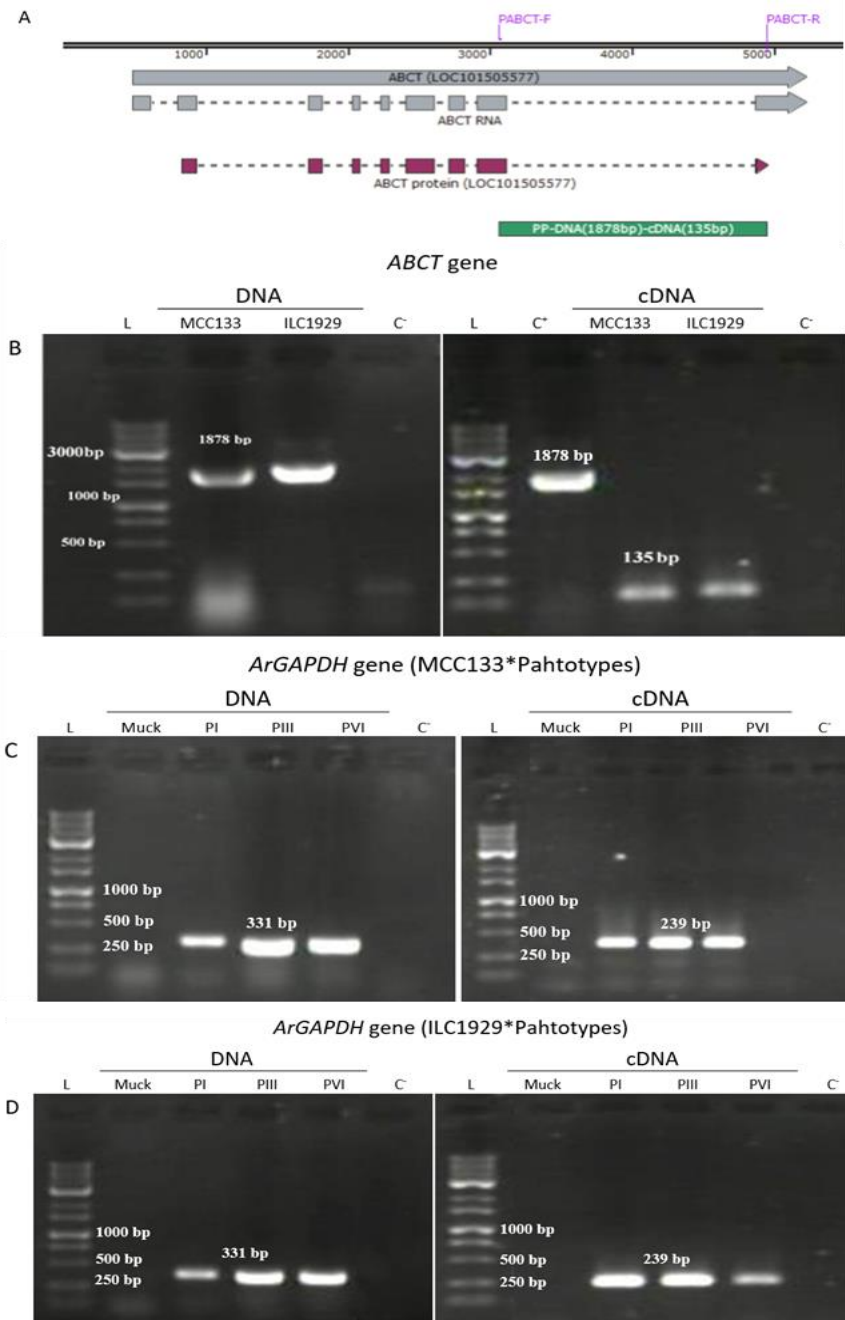 A
PABCT-F PABCT-R
1000 2000 3000 4000 5000
ABCT (LOC101505577)
ABCT RNA
ABCT protein (LOC101505577)
PP-DNA(1878bp)-cDNA(135bp)
ABCT gene
DNA cDNA
L MCC133 ILC1929 C- L C+ MCC133 ILC1929 C-
B
1878 bp
3000bp
1000 bp
500 bp
1878 bp
135 bp
ArGAPDH gene (MCC133*Pahtotypes)
DNA cDNA
L Muck PI PIII PVI C- L Muck PI PIII PVI C-
C
1000 bp
500 bp
250 bp
331 bp
1000 bp
500 bp
250 bp
239 bp
ArGAPDH gene (ILC1929*Pahtotypes)
DNA cDNA
L Muck PI PIII PVI C- L Muck PI PIII PVI C-
D
1000 bp
500 bp
250 bp
331 bp
1000 bp
500 bp
250 bp
239 bp